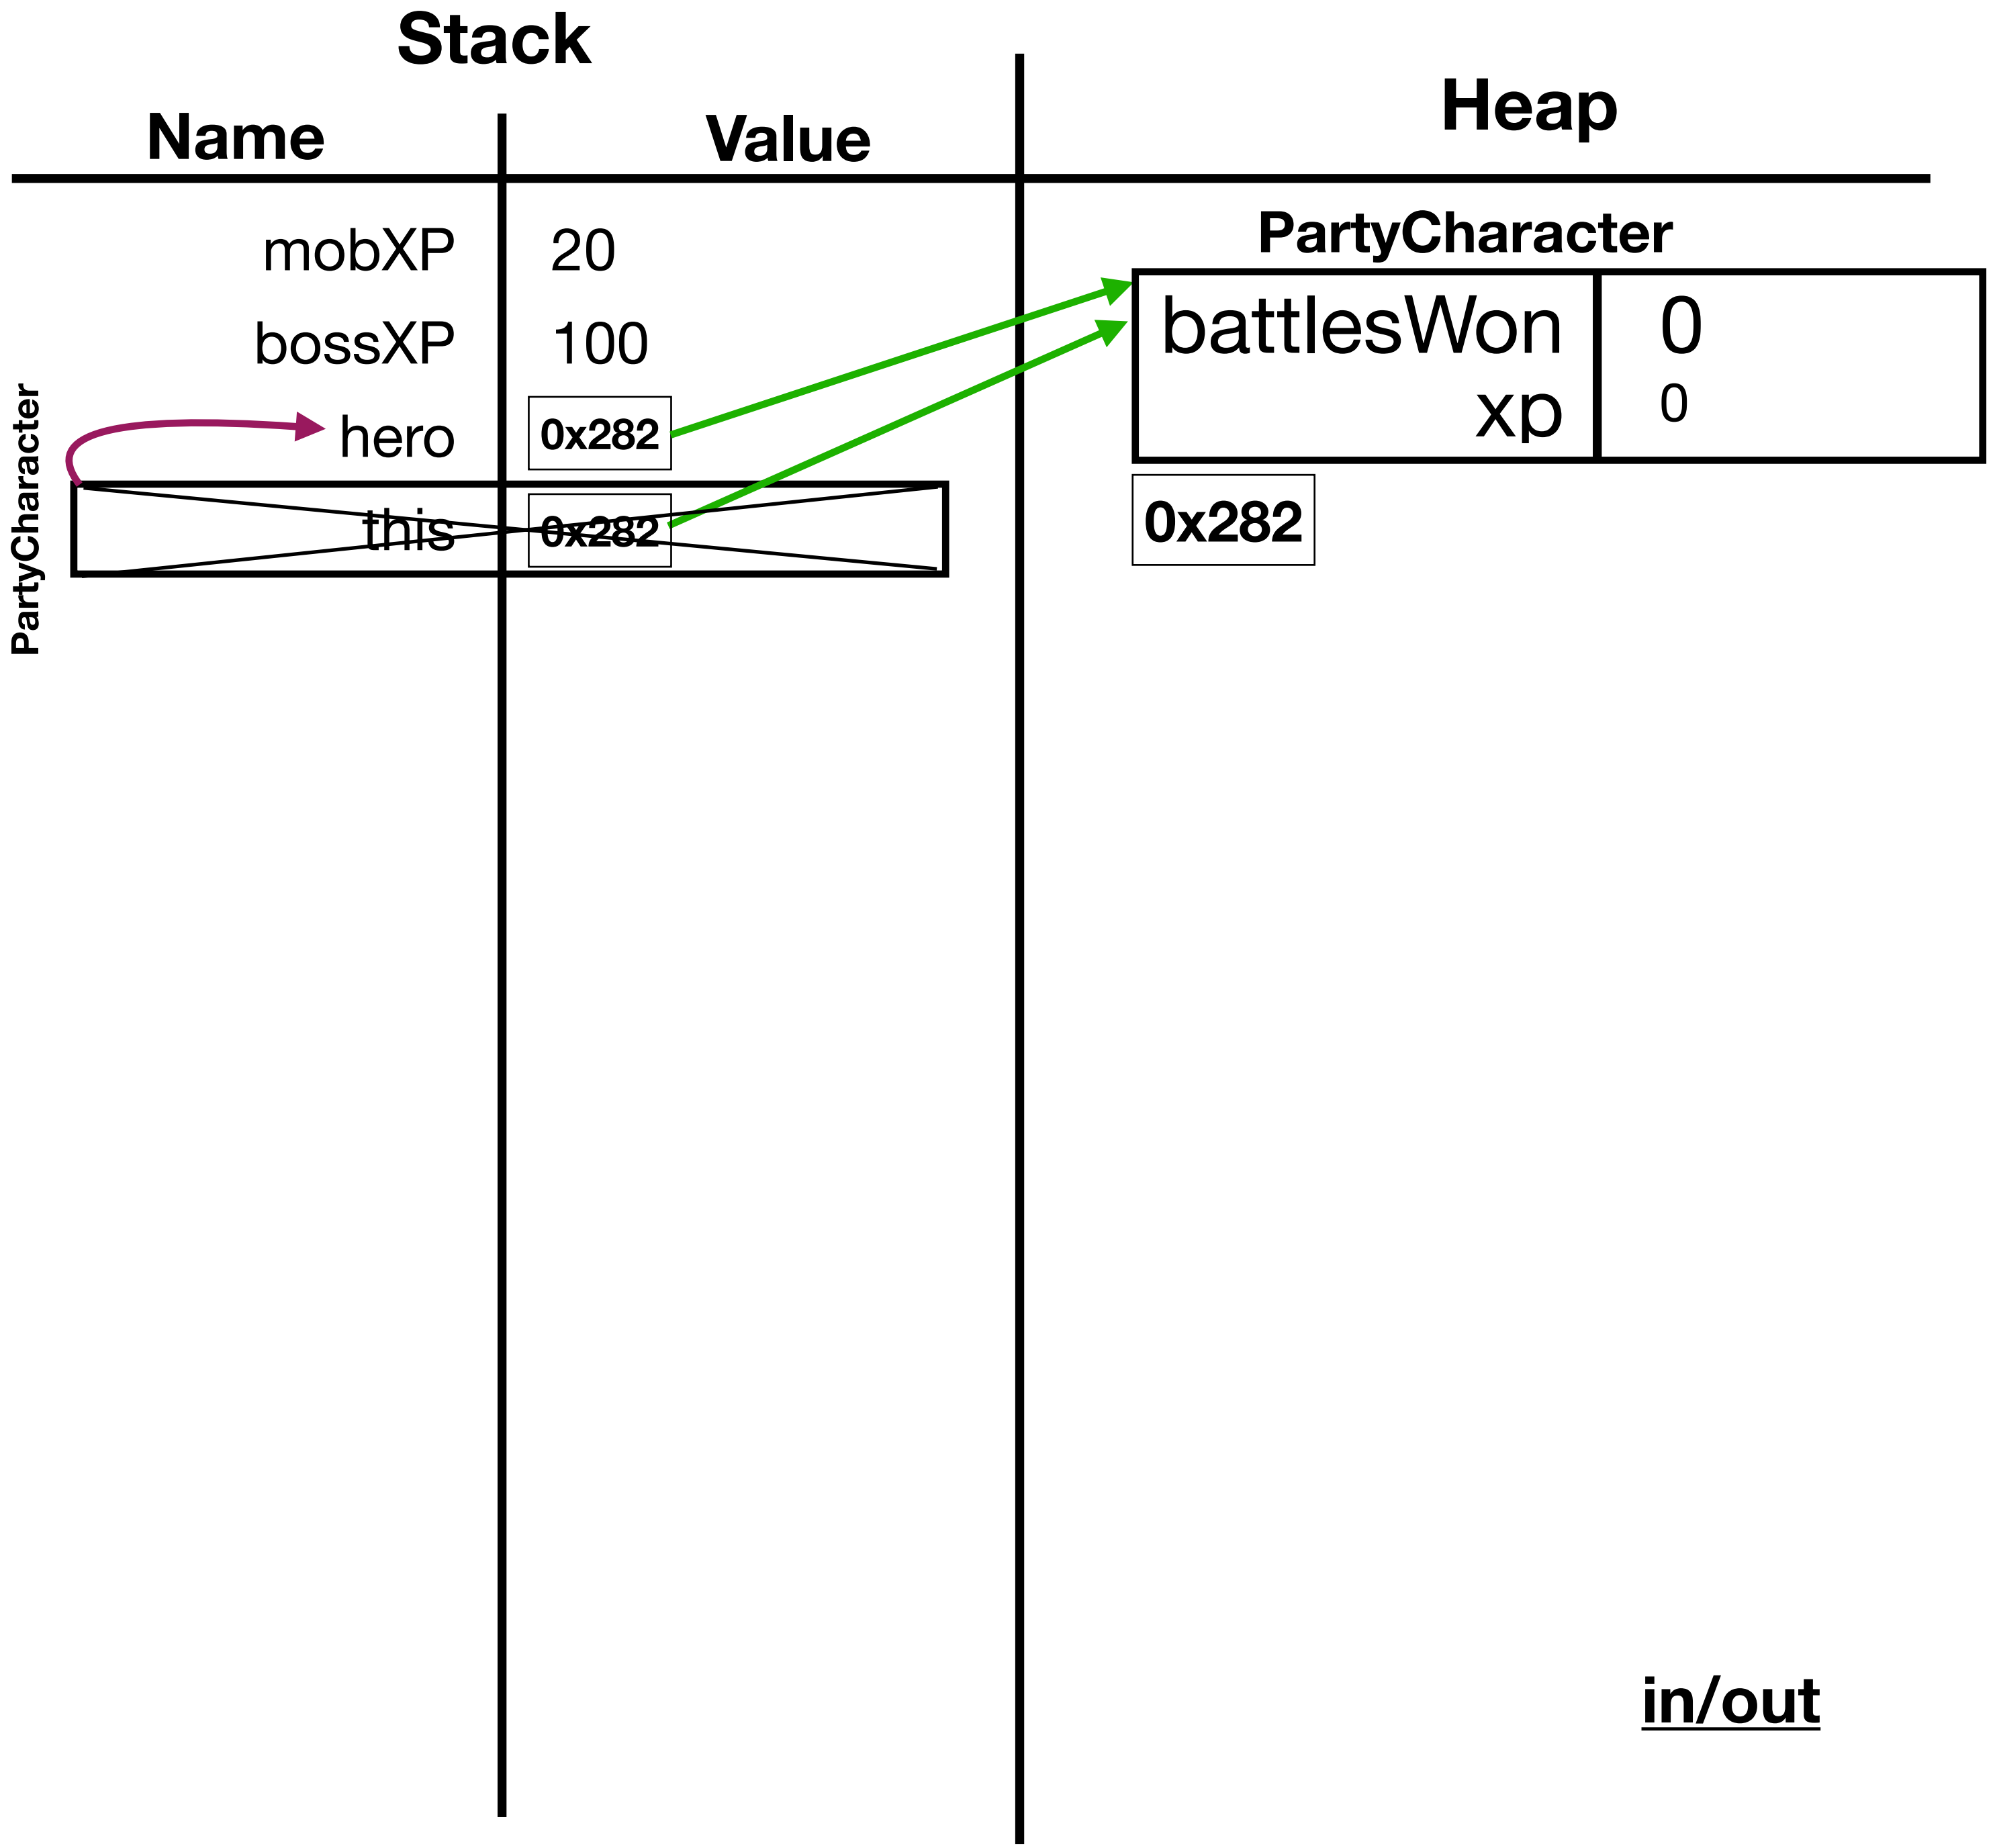 Stack
Heap
Name
Value
mobXP 20
bossXP 100
hero 0x282
PartyCharacter
this 0x282
PartyCharacter
battlesWon 0
xp 0
0x282
in/out